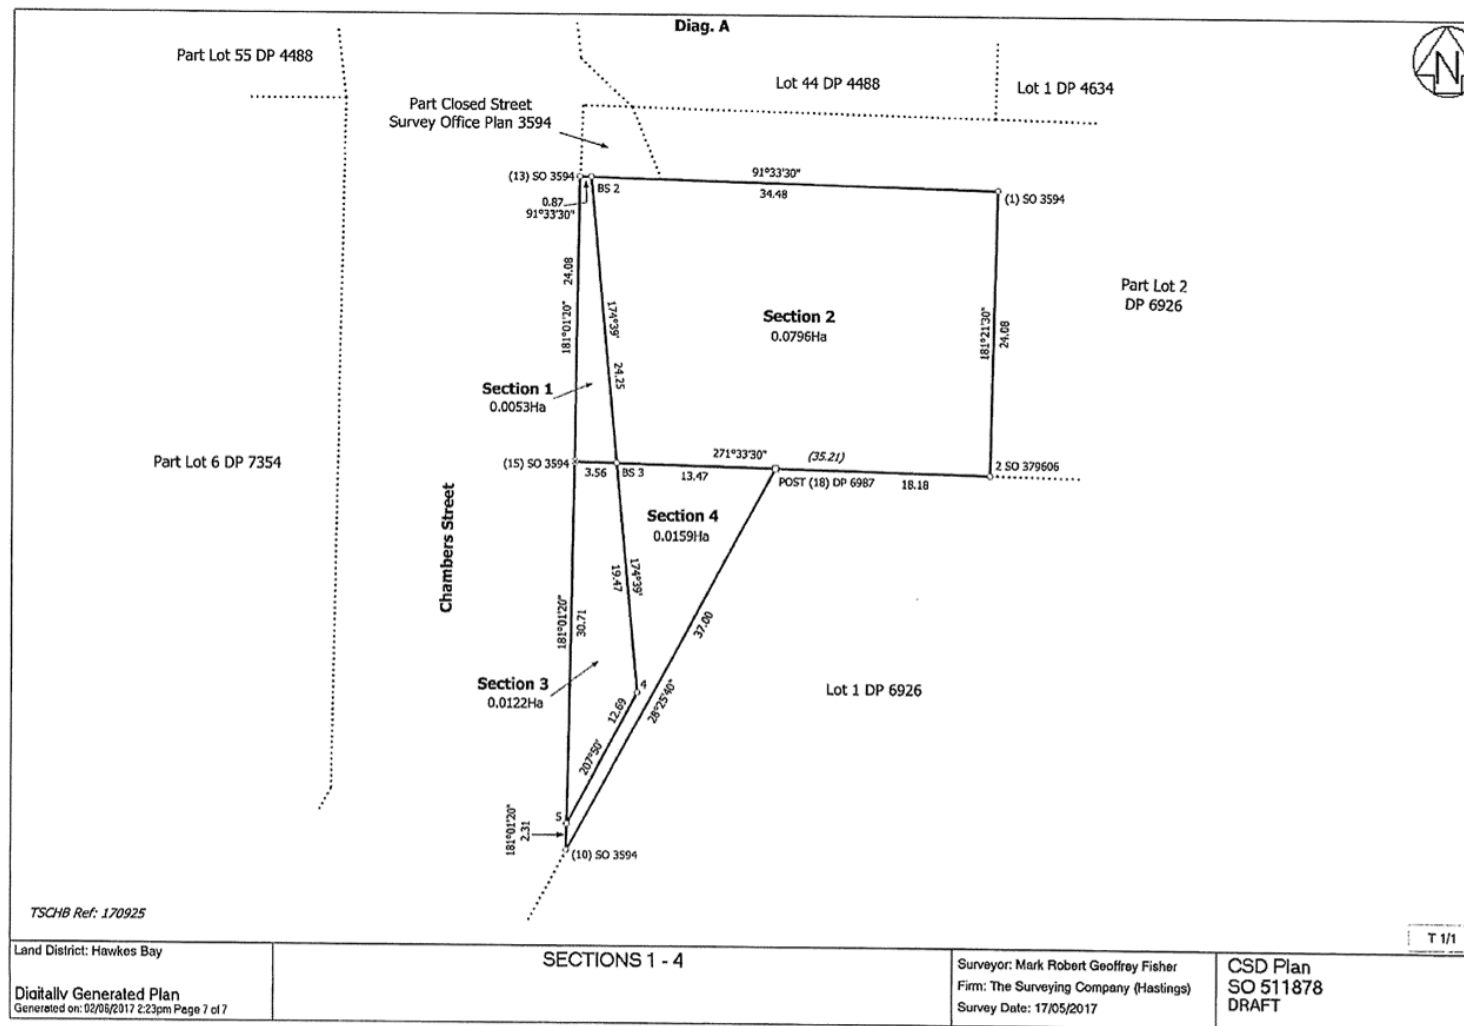 Diag. A
Part Lot 55 DP 4488
Lot 44 DP 4488
Lot 1 DP 4634
N
Part Closed Street
Survey Office Plan 3594
(13) SO 3594
BS 2
91°33'30"
34.48
(1) SO 3594
0.87
91°33'30"
24.08
181°01'20"
174°39'
24.25
Section 2
0.0796Ha
181°21'30"
24.08
Part Lot 2
DP 6926
Section 1
0.0053Ha
Part Lot 6 DP 7354
(15) SO 3594
3.56
BS 3
13.47
271°33'30"
(35.21)
POST (18) DP 6987
18.18
2 SO 379606
Chambers Street
Section 4
0.0159Ha
174°39'
19.47
181°01'20"
30.71
37.00
28°25'40"
Section 3
0.0122Ha
4
12.69
207°50'
Lot 1 DP 6926
5
181°01'20"
2.31
(10) SO 3594
TSCHB Ref: 170925
T 1/1
Land District: Hawkes Bay
Digitally Generated Plan
Generated on: 02/06/2017 2:23pm Page 7 of 7
SECTIONS 1 - 4
Surveyor: Mark Robert Geoffrey Fisher
Firm: The Surveying Company (Hastings)
Survey Date: 17/05/2017
CSD Plan
SO 511878
DRAFT